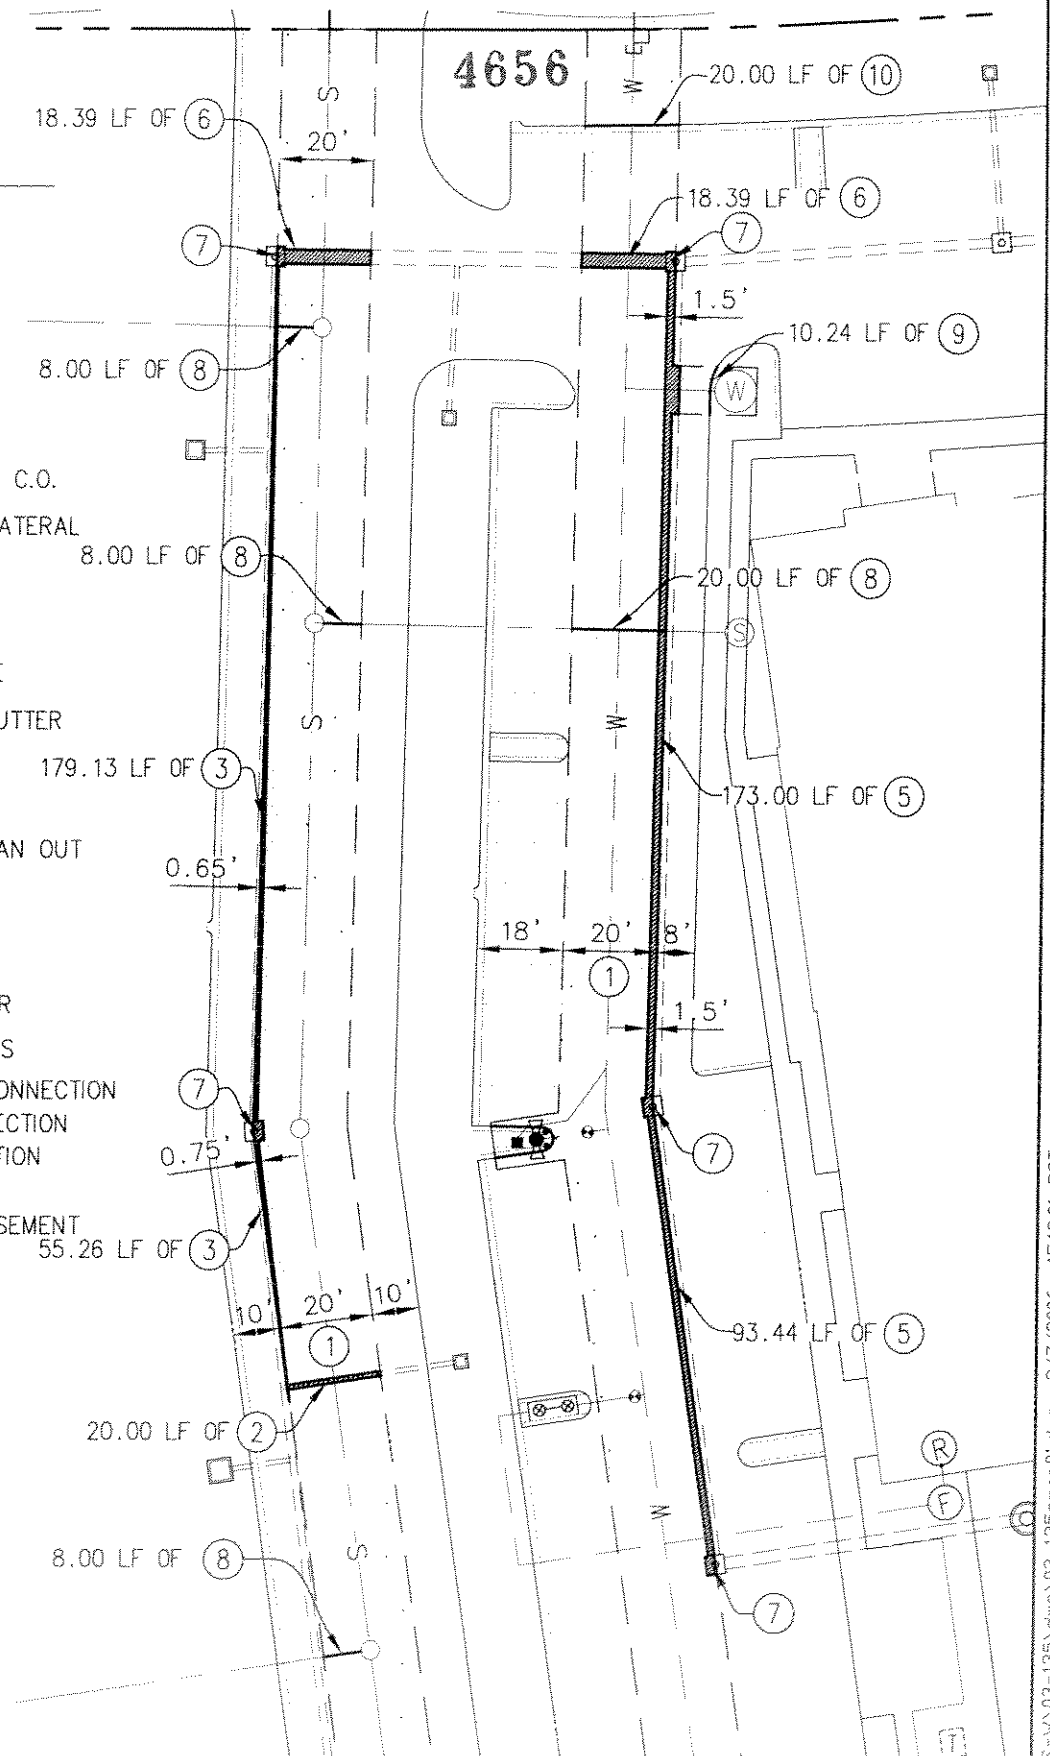 4656
20.00 LF OF 10
18.39 LF OF 6
20'
S
W
18.39 LF OF 6
7
7
1.5'
10.24 LF OF 9
8.00 LF OF 8
W
C.O.
ATERAL
8.00 LF OF 8
20.00 LF OF 8
S
UTTER
S
W
179.13 LF OF 3
173.00 LF OF 5
AN OUT
0.65'
18' 20' 8'
1
R
1.5'
S
ONNECTION
7
ECTION
TION
0.75'
7
SEMENT
55.26 LF OF 3
10' 20' 10'
1
93.44 LF OF 5
20.00 LF OF 2
R
F
W
S
8.00 LF OF 8
7
T